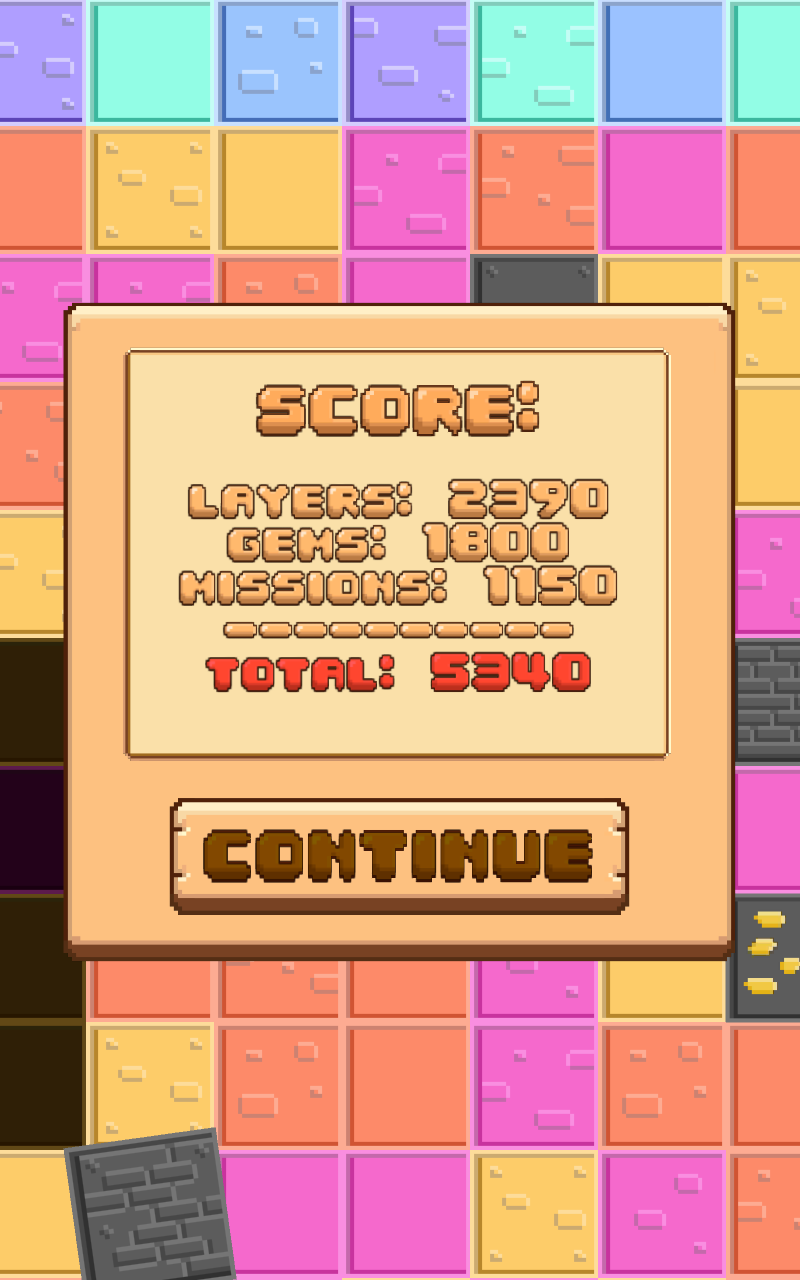 SCORE:
LAYERS: 2390
GEMS: 1800
MISSIONS: 1150
----------
TOTAL: 5340
CONTINUE